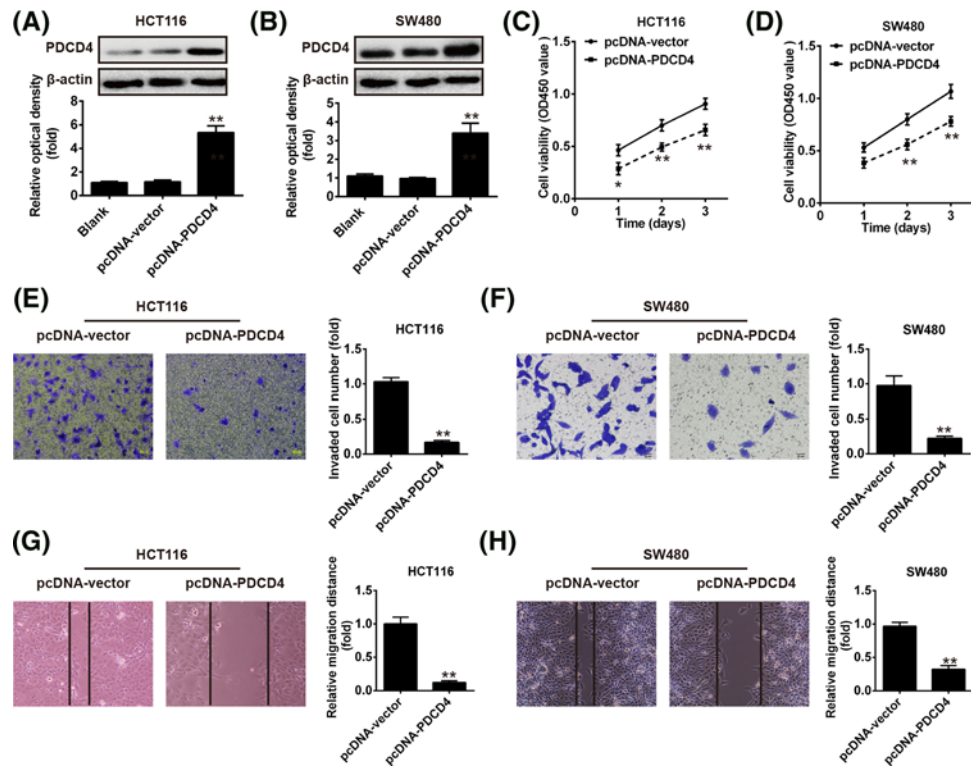 (A)
HCT116
PDCD4
β-actin
Relative optical density
(fold)
8
6
4
2
0
**
**
Blank
pcDNA-vector
pcDNA-PDCD4
(B)
SW480
PDCD4
β-actin
Relative optical density
(fold)
5
4
3
2
1
0
**
**
Blank
pcDNA-vector
pcDNA-PDCD4
(C)
HCT116
pcDNA-vector
pcDNA-PDCD4
Cell viability (OD450 value)
1.5
1.0
0.5
0.0
*
**
**
0
1
2
3
Time (days)
(D)
SW480
pcDNA-vector
pcDNA-PDCD4
Cell viability (OD450 value)
1.5
1.0
0.5
0.0
**
**
0
1
2
3
Time (days)
(E)
HCT116
pcDNA-vector
pcDNA-PDCD4
HCT116
Invaded cell number (fold)
1.5
1.0
0.5
0.0
**
pcDNA-vector
pcDNA-PDCD4
(F)
SW480
pcDNA-vector
pcDNA-PDCD4
SW480
Invaded cell number (fold)
1.5
1.0
0.5
0.0
**
pcDNA-vector
pcDNA-PDCD4
(G)
HCT116
pcDNA-vector
pcDNA-PDCD4
HCT116
Relative migration distance
(fold)
1.5
1.0
0.5
0.0
**
pcDNA-vector
pcDNA-PDCD4
(H)
SW480
pcDNA-vector
pcDNA-PDCD4
SW480
Relative migration distance
(fold)
1.5
1.0
0.5
0.0
**
pcDNA-vector
pcDNA-PDCD4